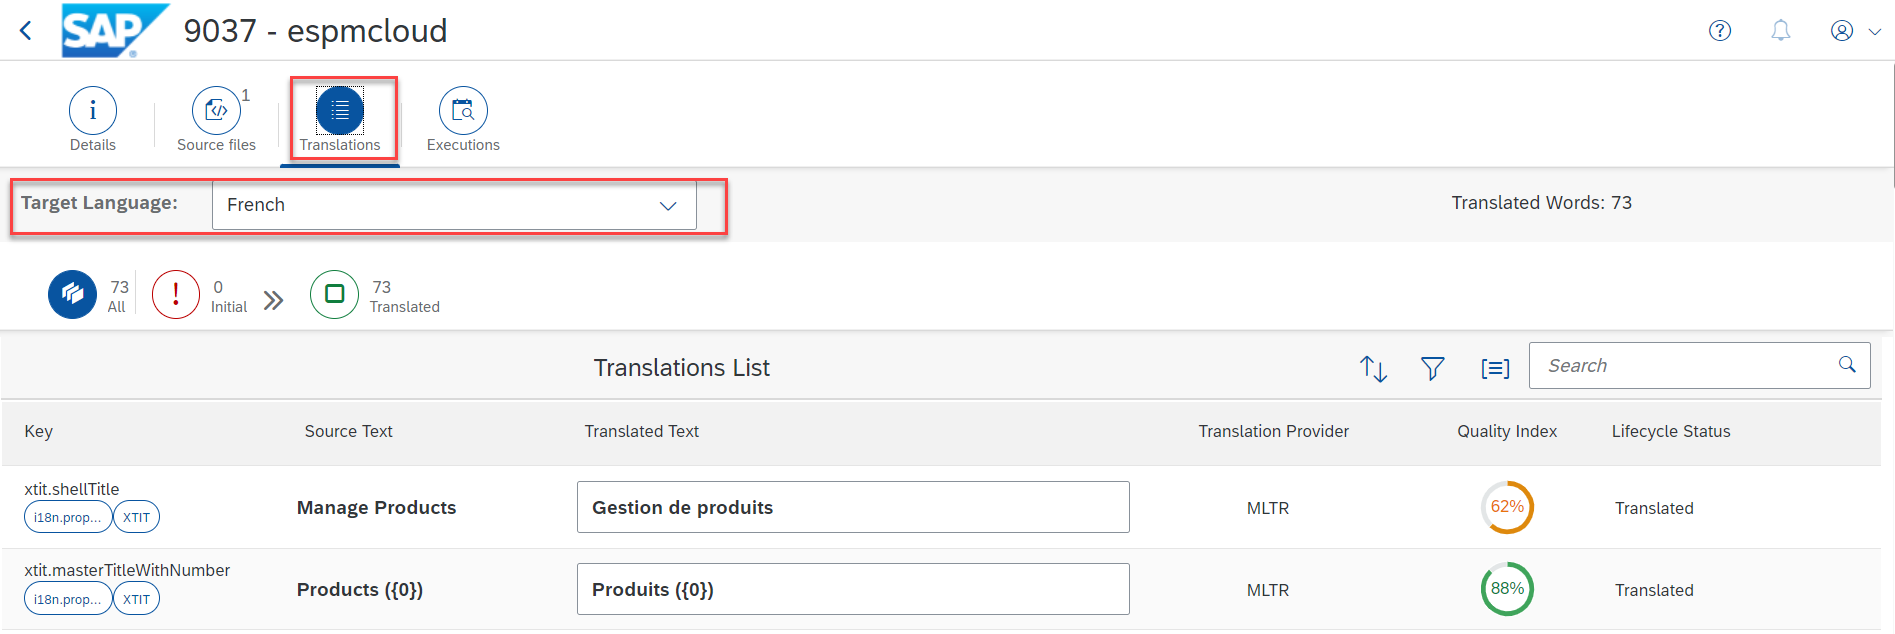 SAP ®
9037 - espmcloud
Details
1
Source files
Translations
Executions
Target Language:
French
Translated Words: 73
73
All
0
Initial
73
Translated
Translations List
Search
Key
Source Text
Translated Text
Translation Provider
Quality Index
Lifecycle Status
xtit.shellTitle
i18n.prop...
XTIT
Manage Products
Gestion de produits
MLTR
62%
Translated
xtit.masterTitleWithNumber
i18n.prop...
XTIT
Products ({0})
Produits ({0})
MLTR
88%
Translated